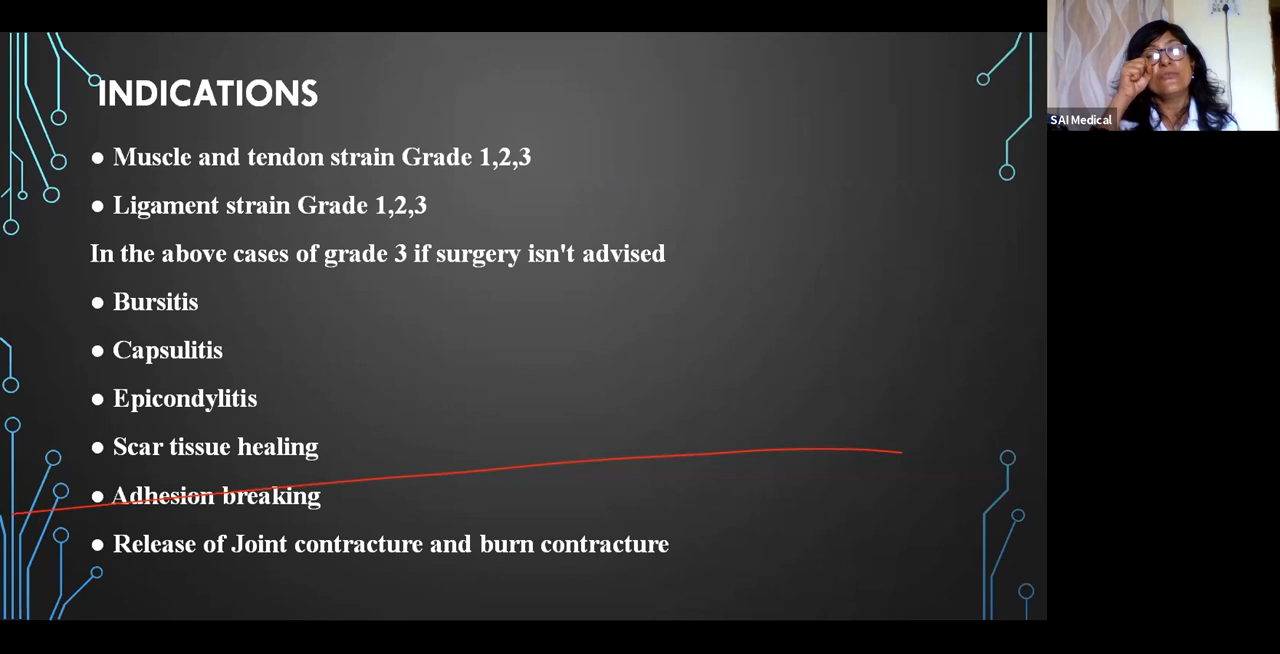 INDICATIONS
● Muscle and tendon strain Grade 1,2,3
● Ligament strain Grade 1,2,3
In the above cases of grade 3 if surgery isn't advised
● Bursitis
● Capsulitis
● Epicondylitis
● Scar tissue healing
● Adhesion breaking
● Release of Joint contracture and burn contracture
SAI Medical